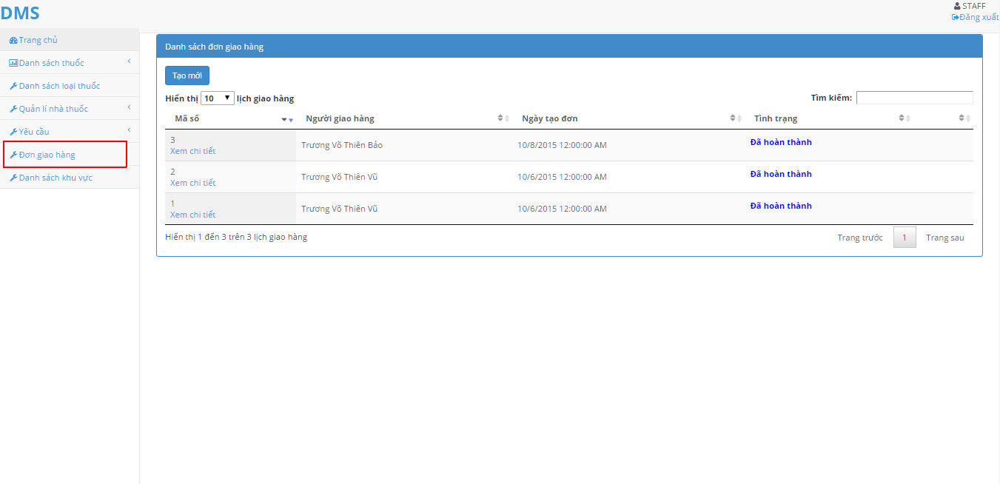 DMS
STAFF
Đăng xuất
Trang chủ
Danh sách thuốc
Danh sách loại thuốc
Quản lí nhà thuốc
Yêu cầu
Đơn giao hàng
Danh sách khu vực
Danh sách đơn giao hàng
Tạo mới
Hiển thị 10 lịch giao hàng
Tìm kiếm:
Mã số Người giao hàng Ngày tạo đơn Tình trạng
3
Xem chi tiết Trương Võ Thiên Bảo 10/8/2015 12:00:00 AM Đã hoàn thành
2
Xem chi tiết Trương Võ Thiên Vũ 10/6/2015 12:00:00 AM Đã hoàn thành
1
Xem chi tiết Trương Võ Thiên Vũ 10/6/2015 12:00:00 AM Đã hoàn thành
Hiển thị 1 đến 3 trên 3 lịch giao hàng
Trang trước 1 Trang sau